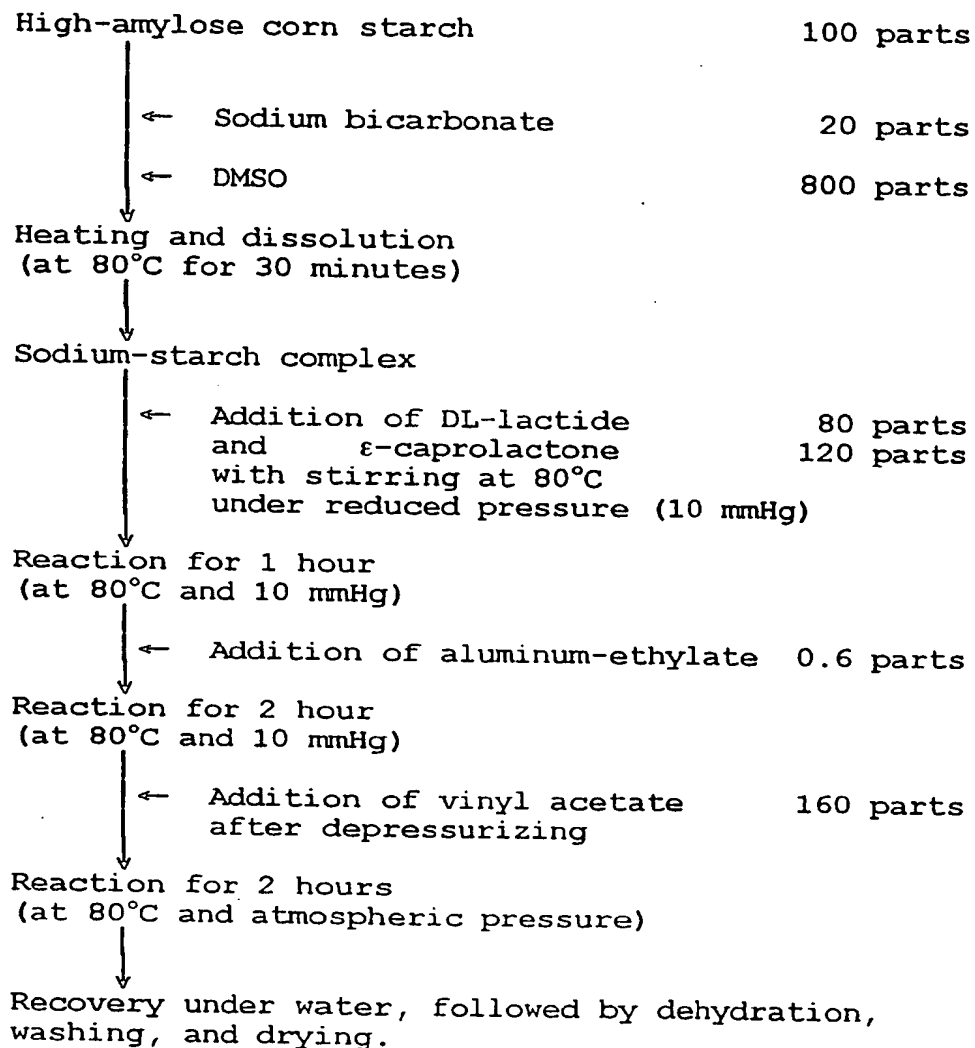 High-amylose corn starch 100 parts
← Sodium bicarbonate 20 parts
← DMSO 800 parts
Heating and dissolution
(at 80°C for 30 minutes)
Sodium-starch complex
← Addition of DL-lactide 80 parts
and ε-caprolactone 120 parts
with stirring at 80°C
under reduced pressure (10 mmHg)
Reaction for 1 hour
(at 80°C and 10 mmHg)
← Addition of aluminum-ethylate 0.6 parts
Reaction for 2 hour
(at 80°C and 10 mmHg)
← Addition of vinyl acetate 160 parts
after depressurizing
Reaction for 2 hours
(at 80°C and atmospheric pressure)
Recovery under water, followed by dehydration,
washing, and drying.